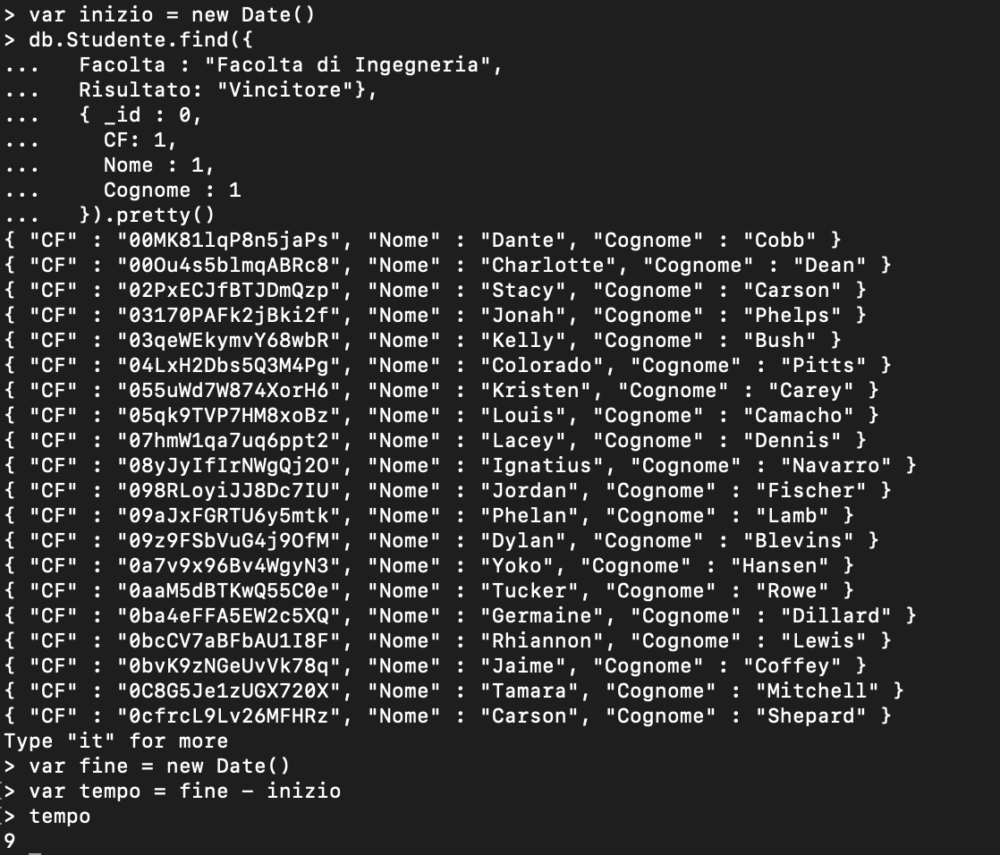 > var inizio = new Date()
> db.Studente.find({
...   Facolta : "Facolta di Ingegneria",
...   Risultato: "Vincitore"},
...   { _id : 0,
...     CF: 1,
...     Nome : 1,
...     Cognome : 1
...   }).pretty()
{ "CF" : "00MK81lqP8n5jaPs", "Nome" : "Dante", "Cognome" : "Cobb" }
{ "CF" : "00Ou4s5blmqABRc8", "Nome" : "Charlotte", "Cognome" : "Dean" }
{ "CF" : "02PxECJfBTJDmQzp", "Nome" : "Stacy", "Cognome" : "Carson" }
{ "CF" : "03170PAFk2jBki2f", "Nome" : "Jonah", "Cognome" : "Phelps" }
{ "CF" : "03qeWEkymvY68wbR", "Nome" : "Kelly", "Cognome" : "Bush" }
{ "CF" : "04LxH2Dbs5Q3M4Pg", "Nome" : "Colorado", "Cognome" : "Pitts" }
{ "CF" : "055uWd7W874XorH6", "Nome" : "Kristen", "Cognome" : "Carey" }
{ "CF" : "05qk9TVP7HM8xoBz", "Nome" : "Louis", "Cognome" : "Camacho" }
{ "CF" : "07hmW1qa7uq6ppt2", "Nome" : "Lacey", "Cognome" : "Dennis" }
{ "CF" : "08yJyIfIrNWgQj2O", "Nome" : "Ignatius", "Cognome" : "Navarro" }
{ "CF" : "098RLoyiJJ8Dc7IU", "Nome" : "Jordan", "Cognome" : "Fischer" }
{ "CF" : "09aJxFGRTU6y5mtk", "Nome" : "Phelan", "Cognome" : "Lamb" }
{ "CF" : "09z9FSbVuG4j9OfM", "Nome" : "Dylan", "Cognome" : "Blevins" }
{ "CF" : "0a7v9x96Bv4WgyN3", "Nome" : "Yoko", "Cognome" : "Hansen" }
{ "CF" : "0aaM5dBTKwQ55C0e", "Nome" : "Tucker", "Cognome" : "Rowe" }
{ "CF" : "0ba4eFFA5EW2c5XQ", "Nome" : "Germaine", "Cognome" : "Dillard" }
{ "CF" : "0bcCV7aBFbAU1I8F", "Nome" : "Rhiannon", "Cognome" : "Lewis" }
{ "CF" : "0bvK9zNGeUvVk78q", "Nome" : "Jaime", "Cognome" : "Coffey" }
{ "CF" : "0C8G5Je1zUGX720X", "Nome" : "Tamara", "Cognome" : "Mitchell" }
{ "CF" : "0cfrcL9Lv26MFHRz", "Nome" : "Carson", "Cognome" : "Shepard" }
Type "it" for more
> var fine = new Date()
> var tempo = fine - inizio
> tempo
9